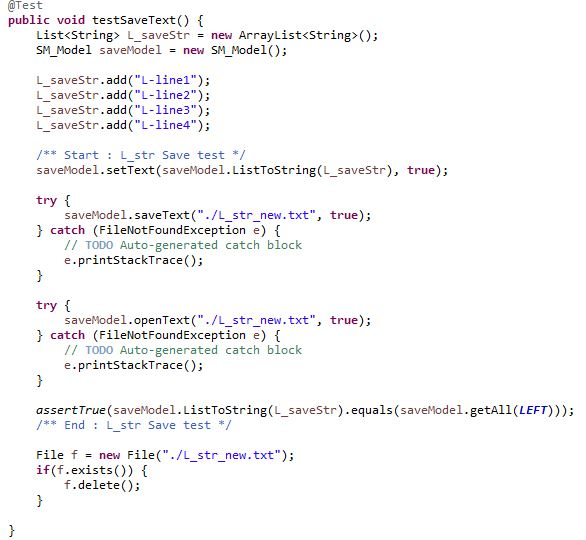 @Test
public void testSaveText() {
List<String> L_saveStr = new ArrayList<String>();
SM_Model saveModel = new SM_Model();
L_saveStr.add("L-line1");
L_saveStr.add("L-line2");
L_saveStr.add("L-line3");
L_saveStr.add("L-line4");
/** Start : L_str Save test */
saveModel.setText(saveModel.ListToString(L_saveStr), true);
try {
saveModel.saveText("./L_str_new.txt", true);
} catch (FileNotFoundException e) {
// TODO Auto-generated catch block
e.printStackTrace();
}
try {
saveModel.openText("./L_str_new.txt", true);
} catch (FileNotFoundException e) {
// TODO Auto-generated catch block
e.printStackTrace();
}
assertTrue(saveModel.ListToString(L_saveStr).equals(saveModel.getAll(LEFT)));
/** End : L_str Save test */
File f = new File("./L_str_new.txt");
if(f.exists()) {
f.delete();
}
}